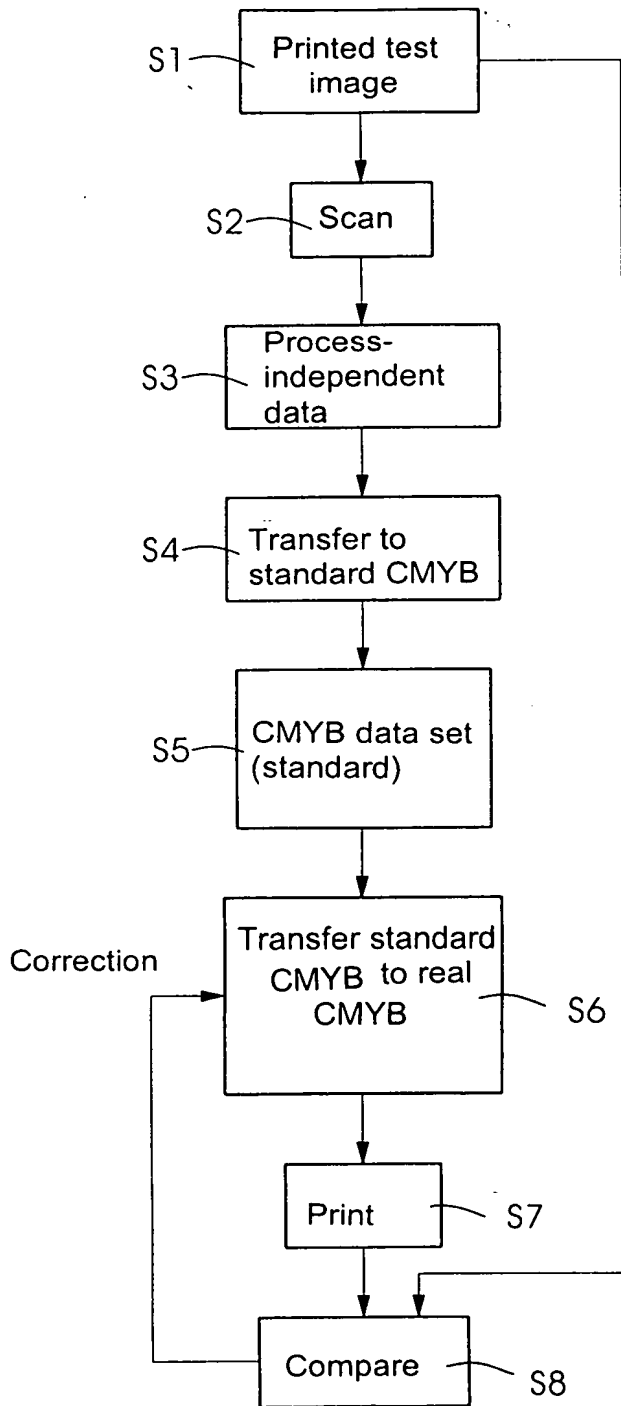 S1
Printed test
image
S2
Scan
S3
Process-
independent
data
S4
Transfer to
standard CMYB
S5
CMYB data set
(standard)
Correction
Transfer standard
CMYB to real
CMYB
S6
Print
S7
Compare
S8